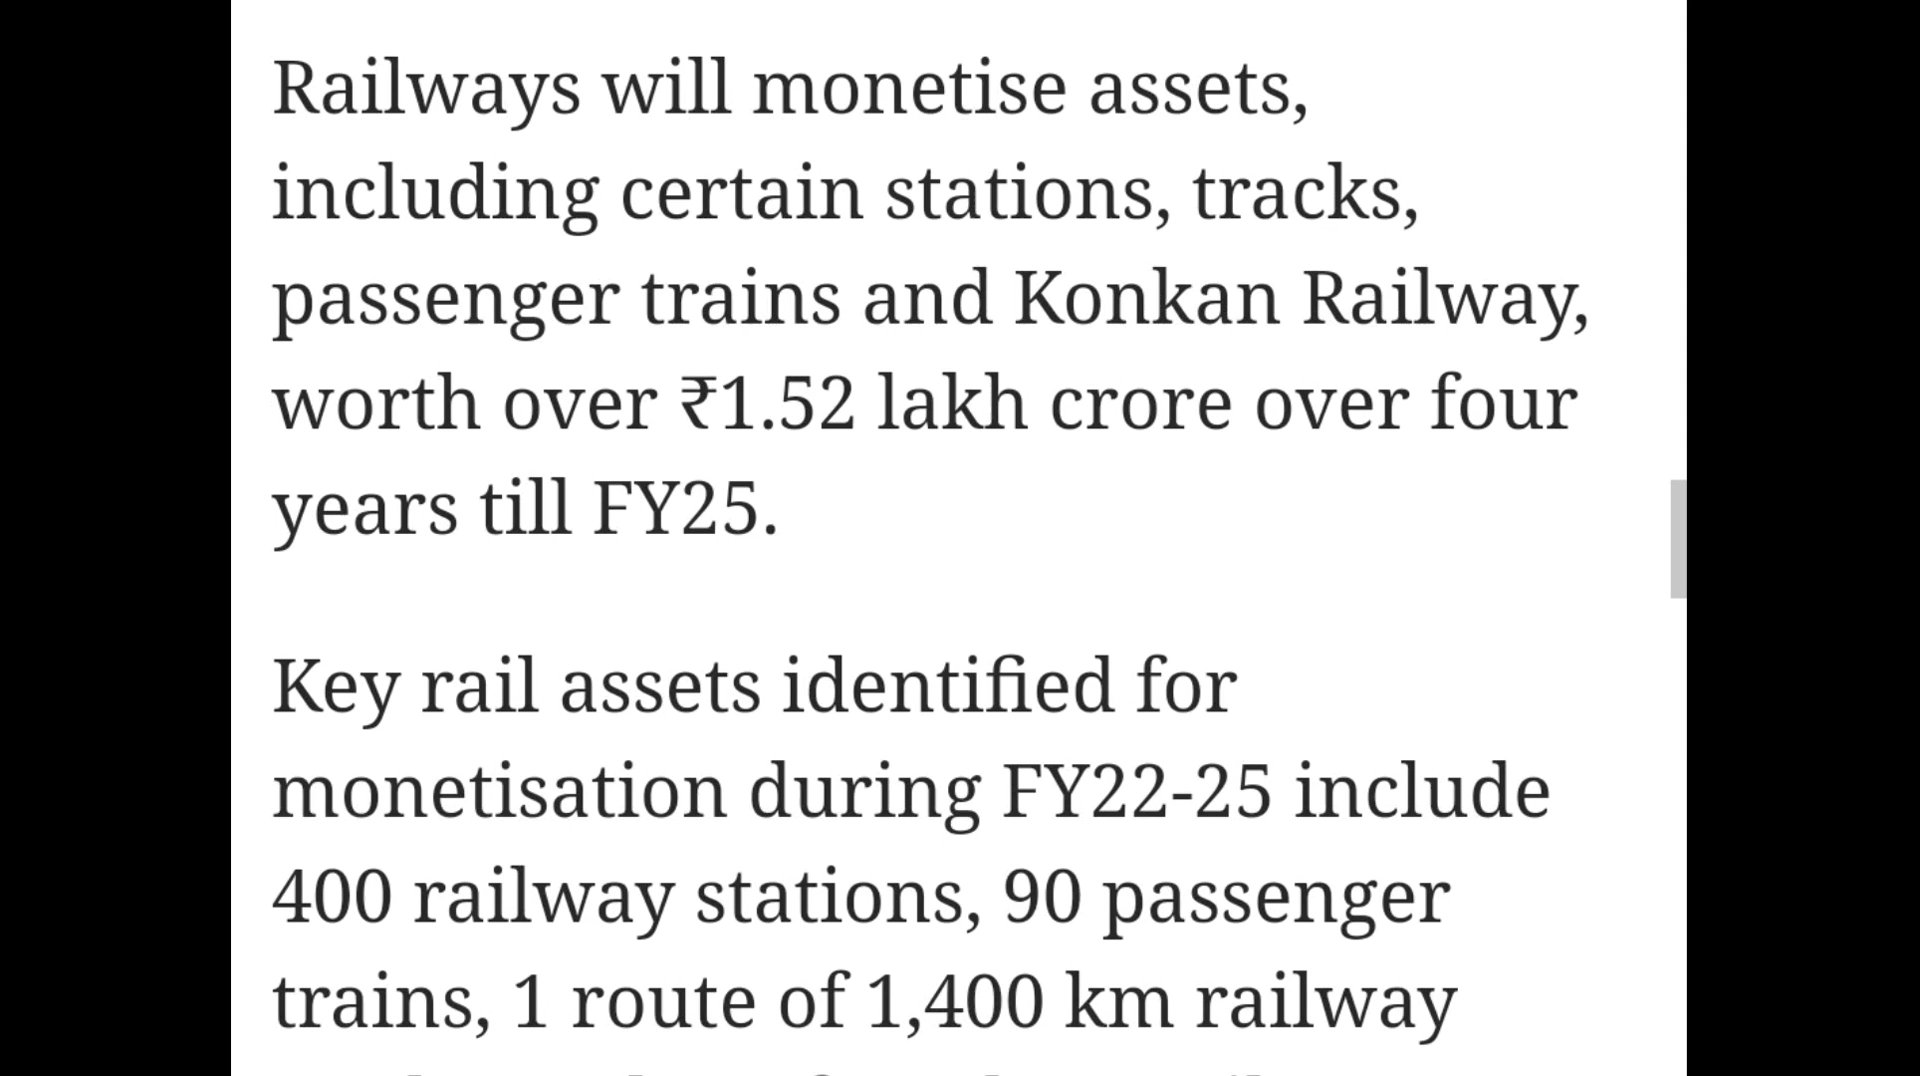 Railways will monetise assets,
including certain stations, tracks,
passenger trains and Konkan Railway,
worth over ₹1.52 lakh crore over four
years till FY25.
Key rail assets identified for
monetisation during FY22-25 include
400 railway stations, 90 passenger
trains, 1 route of 1,400 km railway